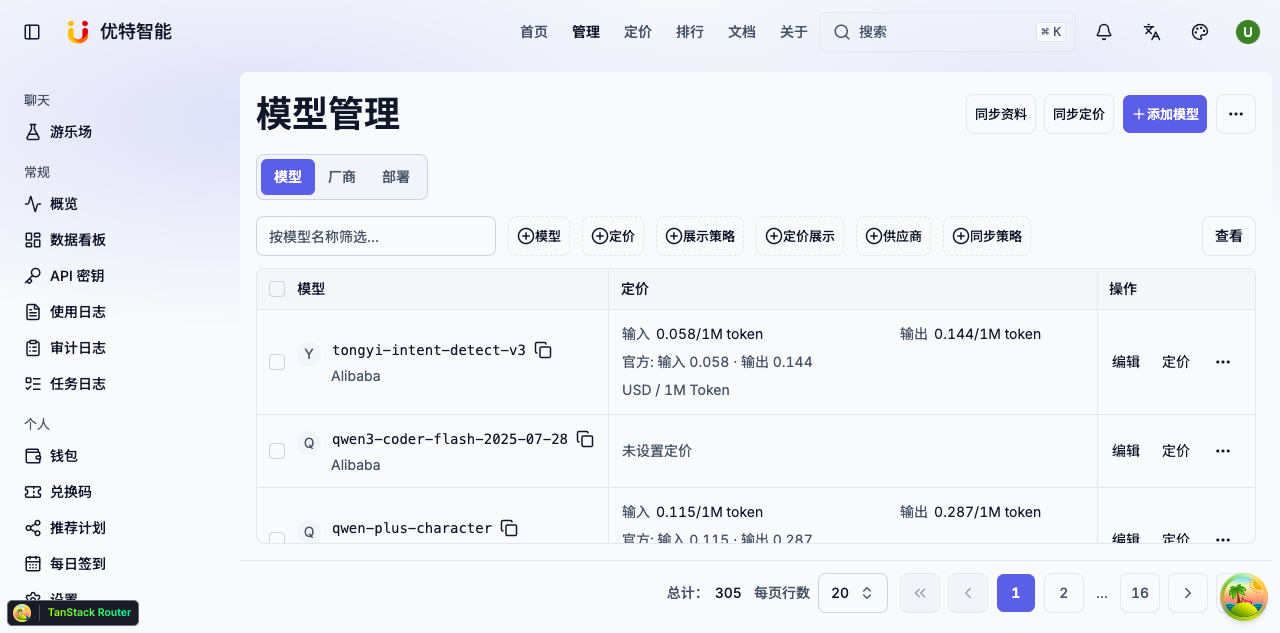 优特智能
首页 管理 定价 排行 文档 关于
搜索 ⌘ K
U
聊天
游乐场
常规
概览
数据看板
API 密钥
使用日志
审计日志
任务日志
个人
钱包
兑换码
推荐计划
每日签到
设置
TanStack Router
模型管理
同步资料 同步定价 添加模型
模型 厂商 部署
按模型名称筛选... 模型 定价 展示策略 定价展示 供应商 同步策略 查看
模型 定价 操作
Y tongyi-intent-detect-v3
Alibaba
输入 0.058/1M token 输出 0.144/1M token
官方: 输入 0.058 · 输出 0.144
USD / 1M Token
编辑 定价
Q qwen3-coder-flash-2025-07-28
Alibaba
未设置定价
编辑 定价
Q qwen-plus-character
输入 0.115/1M token 输出 0.287/1M token
官方: 输入 0.115 · 输出 0.287
编辑 定价
总计： 305 每页行数 20 1 2 ... 16